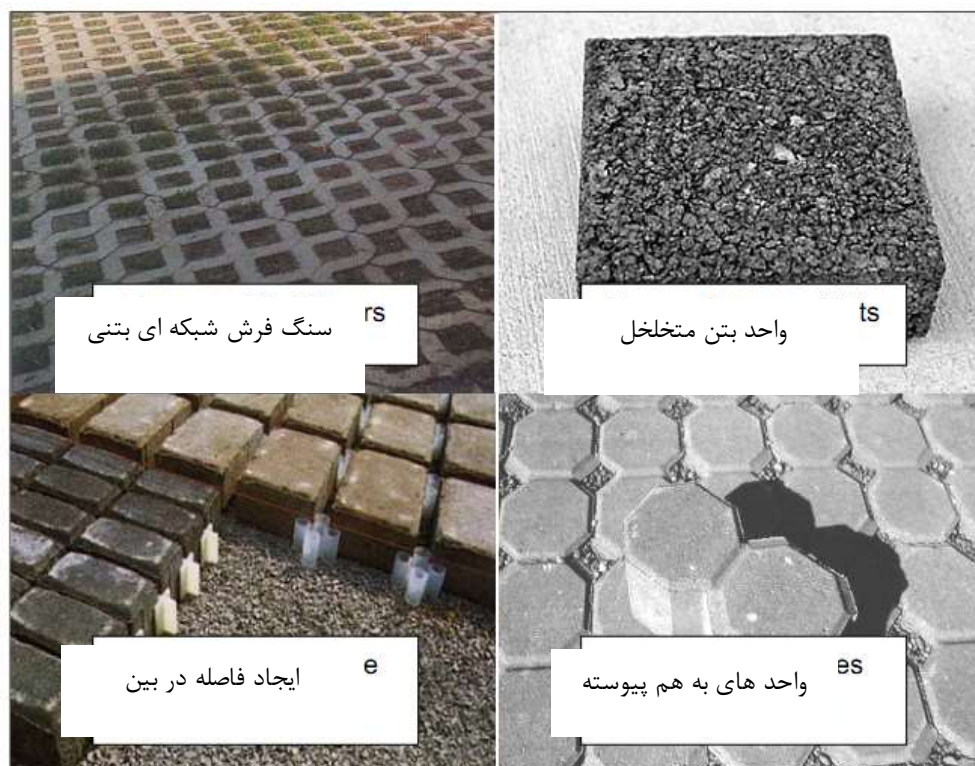 سنگ فرش شبکه ای بتنی rs
واحد بتن متخلخل ts
ایجاد فاصله در بین e
واحد های به هم پیوسته es